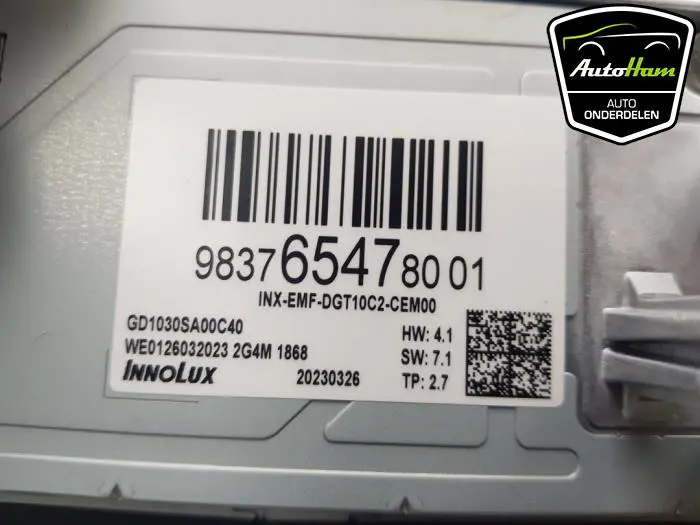 AutoHam
AUTO
ONDERDELEN
9837654780 01
INX-EMF-DGT10C2-CEM00
GD1030SA00C40
WE0126032023 2G4M 1868
INNOLUX
20230326
HW: 4.1
SW: 7.1
TP: 2.7